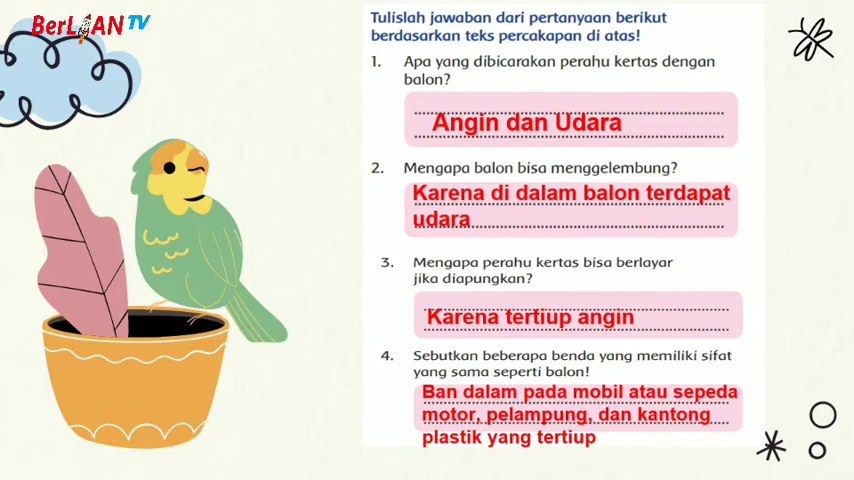 BerLIAN TV
Tulislah jawaban dari pertanyaan berikut
berdasarkan teks percakapan di atas!
1. Apa yang dibicarakan perahu kertas dengan
balon?
Angin dan Udara
2. Mengapa balon bisa menggelembung?
Karena di dalam balon terdapat
udara
3. Mengapa perahu kertas bisa berlayar
jika diapungkan?
Karena tertiup angin
4. Sebutkan beberapa benda yang memiliki sifat
yang sama seperti balon!
Ban dalam pada mobil atau sepeda
motor, pelampung, dan kantong
plastik yang tertiup